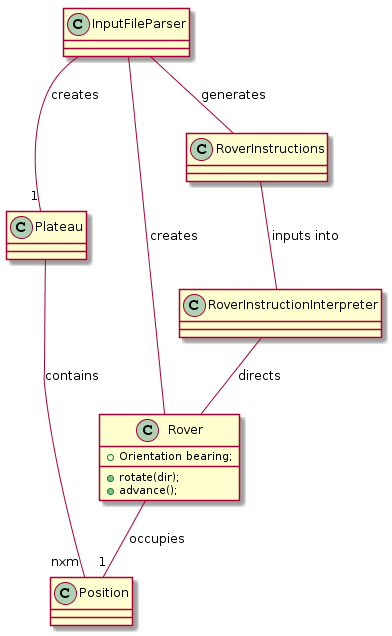 C InputFileParser
creates
generates
C RoverInstructions
1
creates
inputs into
C Plateau
C RoverInstructionInterpreter
contains
directs
C Rover
Orientation bearing;
rotate(dir);
advance();
occupies
nxm
1
C Position